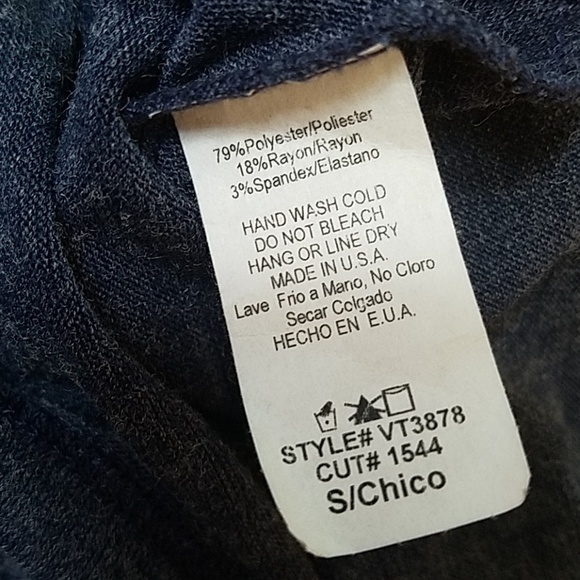 79%Polyester/Poliester
18%Rayon/Rayon
3%Spandex/Elastano
HAND WASH COLD
DO NOT BLEACH
HANG OR LINE DRY
MADE IN U.S.A.
Lave Frio a Mano, No Cloro
Secar Colgado
HECHO EN E.U.A.
STYLE# VT3878
CUT# 1544
S/Chico